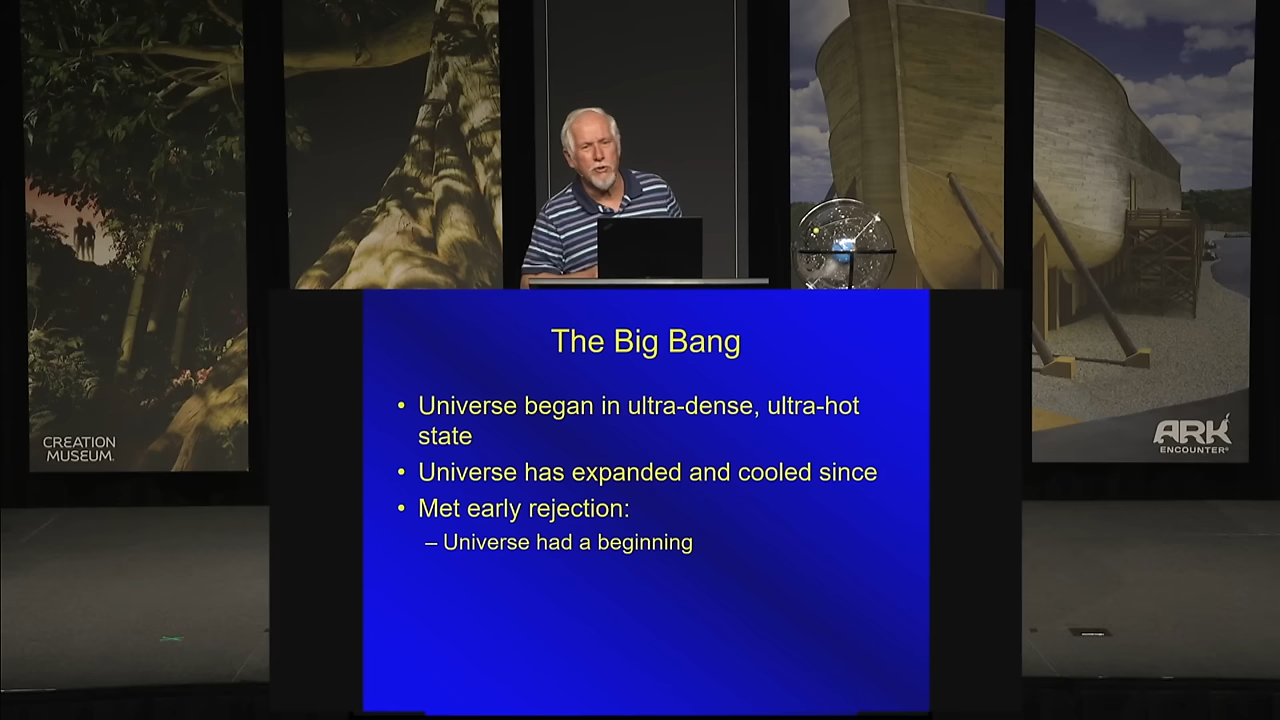 The Big Bang
• Universe began in ultra-dense, ultra-hot
state
• Universe has expanded and cooled since
• Met early rejection:
– Universe had a beginning
CREATION
MUSEUM.
ARK
ENCOUNTER®